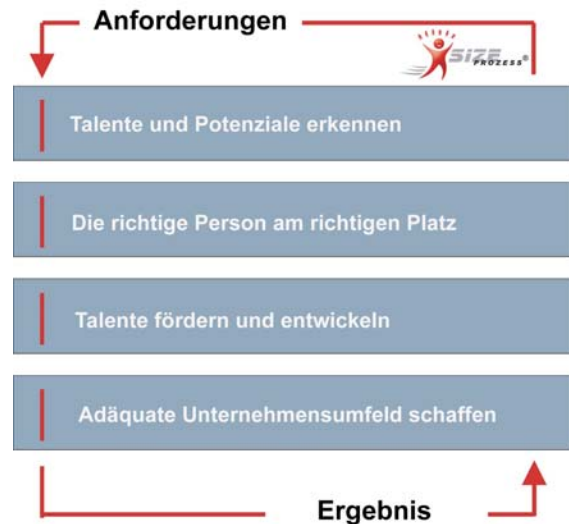 Anforderungen
SIZE PROZESS®
Talente und Potenziale erkennen
Die richtige Person am richtigen Platz
Talente fördern und entwickeln
Adäquate Unternehmensumfeld schaffen
Ergebnis